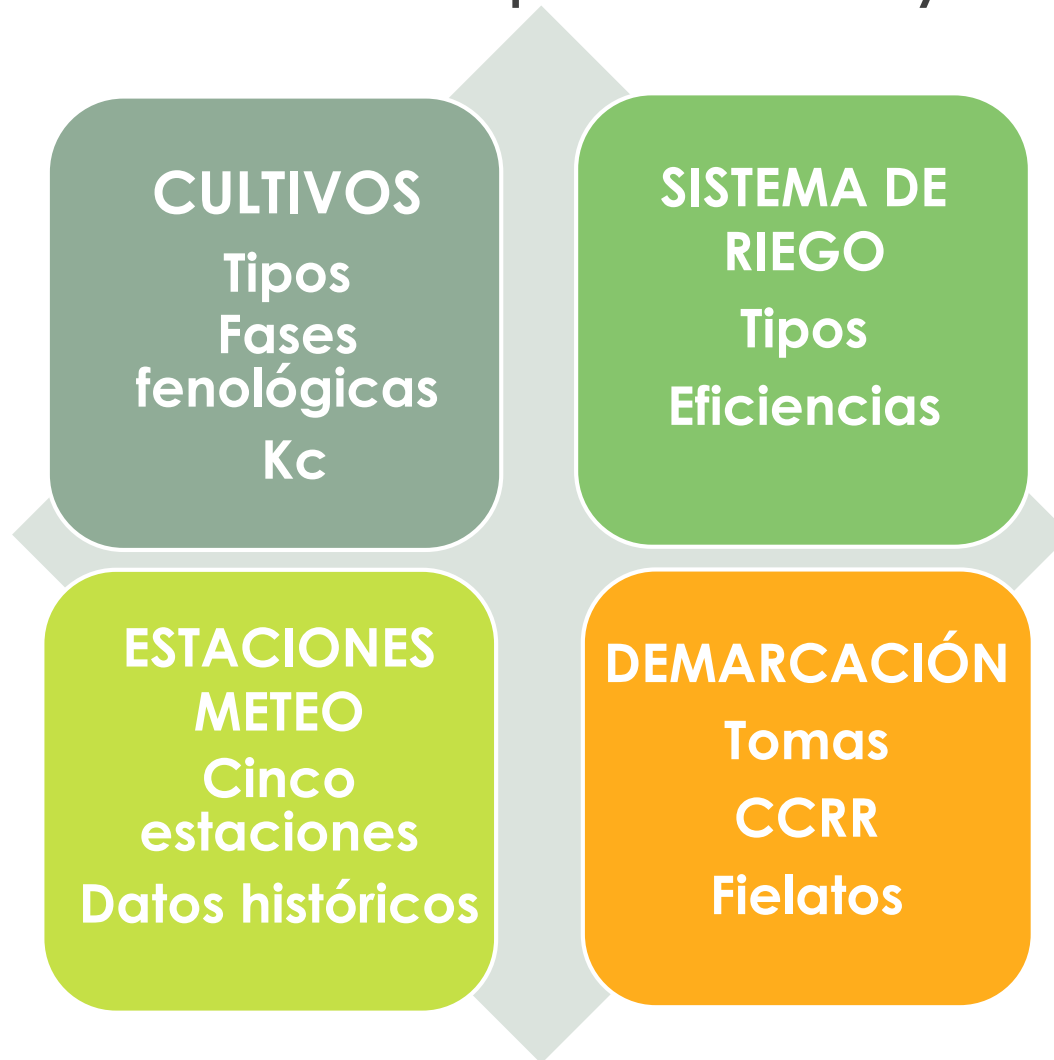 CULTIVOS
Tipos
Fases
fenológicas
Kc
SISTEMA DE
RIEGO
Tipos
Eficiencias
ESTACIONES
METEO
Cinco
estaciones
Datos históricos
DEMARCACIÓN
Tomas
CCRR
Fielatos